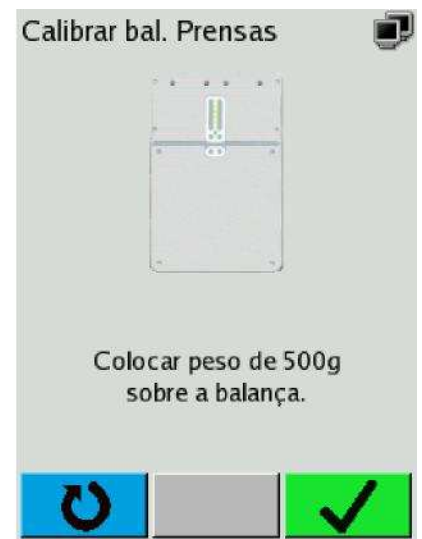 Calibrar bal. Prensas
Colocar peso de 500g
sobre a balança.